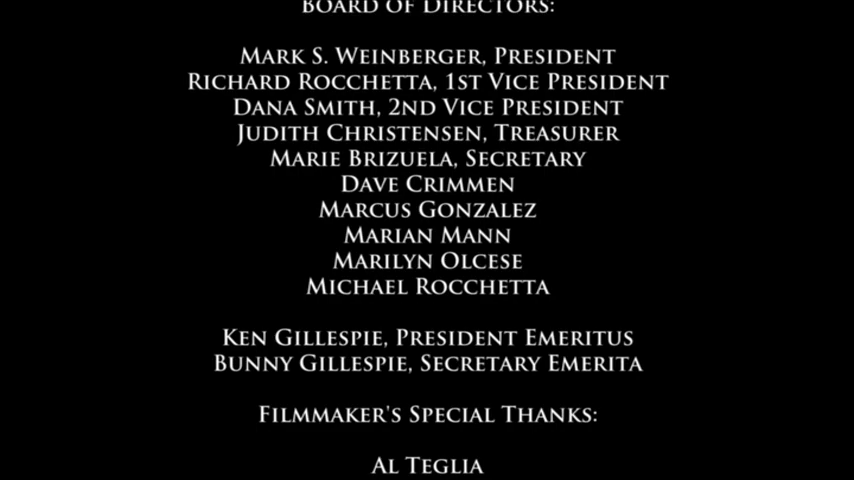 BOARD OF DIRECTORS:
MARK S. WEINBERGER, PRESIDENT
RICHARD ROCCHETTA, 1ST VICE PRESIDENT
DANA SMITH, 2ND VICE PRESIDENT
JUDITH CHRISTENSEN, TREASURER
MARIE BRIZUELA, SECRETARY
DAVE CRIMMEN
MARCUS GONZALEZ
MARIAN MANN
MARILYN OLCESE
MICHAEL ROCCHETTA
KEN GILLESPIE, PRESIDENT EMERITUS
BUNNY GILLESPIE, SECRETARY EMERITA
FILMMAKER'S SPECIAL THANKS:
AL TEGLIA